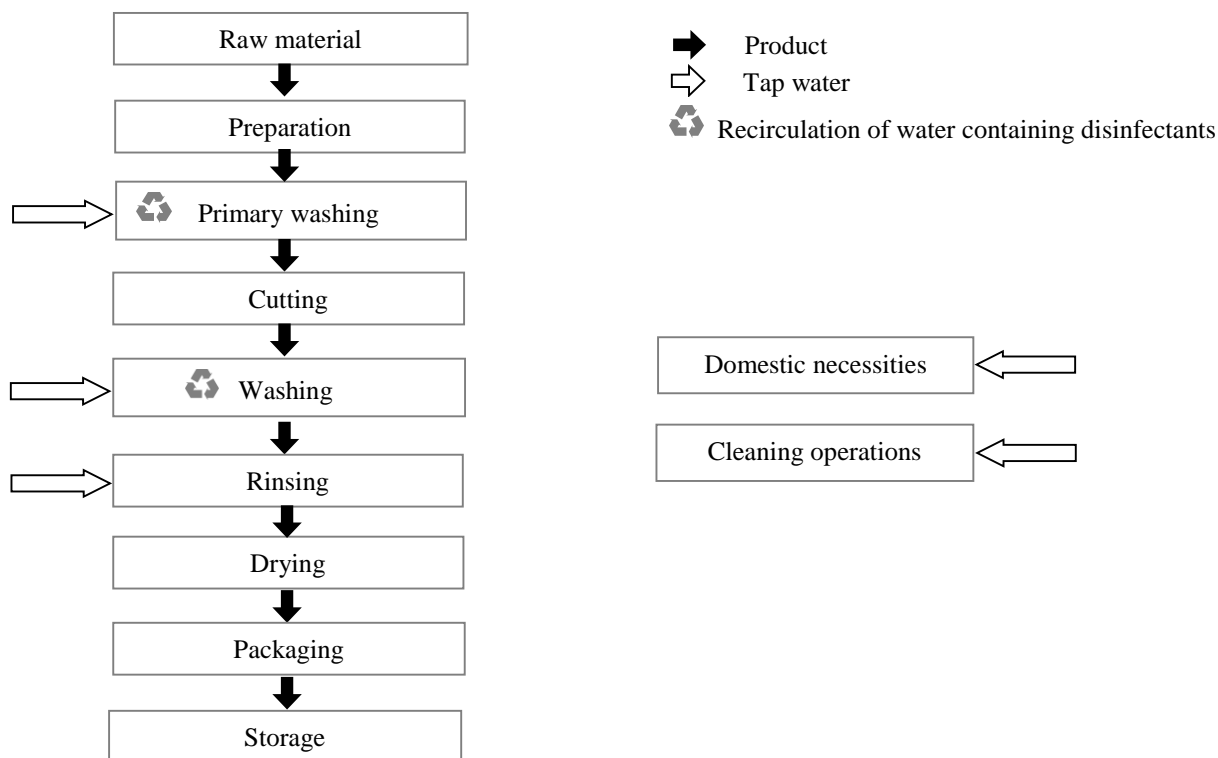 Raw material
Preparation
Primary washing
Cutting
Washing
Rinsing
Drying
Packaging
Storage
Product
Tap water
Recirculation of water containing disinfectants
Domestic necessities
Cleaning operations